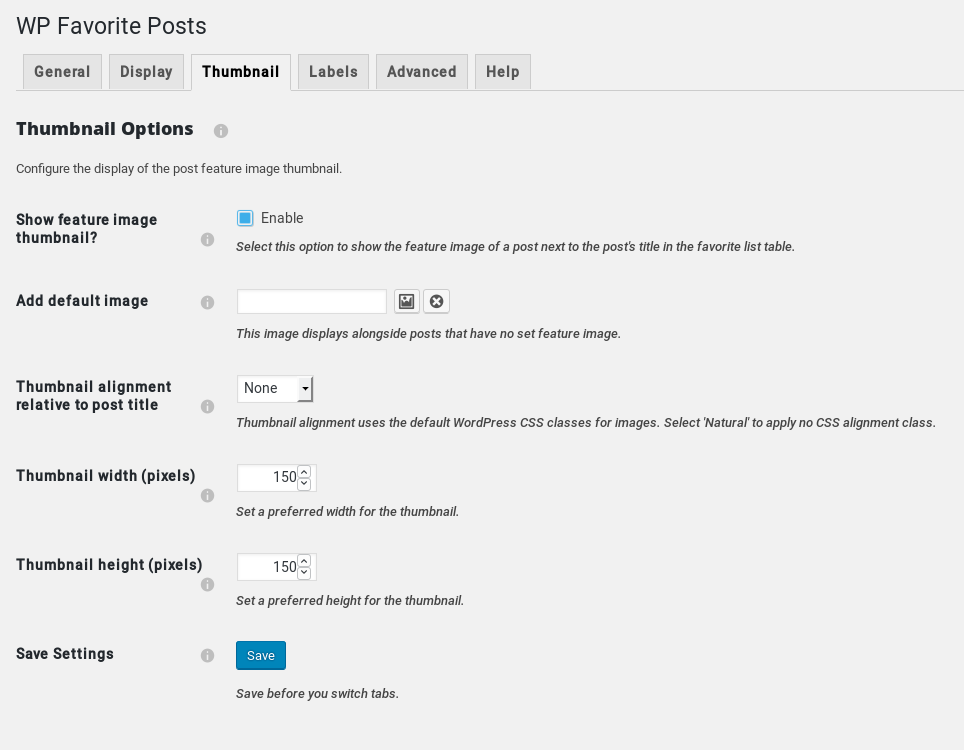 WP Favorite Posts
General Display Thumbnail Labels Advanced Help
Thumbnail Options
Configure the display of the post feature image thumbnail.
Show feature image
thumbnail?
Enable
Select this option to show the feature image of a post next to the post's title in the favorite list table.
Add default image
This image displays alongside posts that have no set feature image.
Thumbnail alignment
relative to post title
None
Thumbnail alignment uses the default WordPress CSS classes for images. Select 'Natural' to apply no CSS alignment class.
Thumbnail width (pixels)
150
Set a preferred width for the thumbnail.
Thumbnail height (pixels)
150
Set a preferred height for the thumbnail.
Save Settings
Save
Save before you switch tabs.